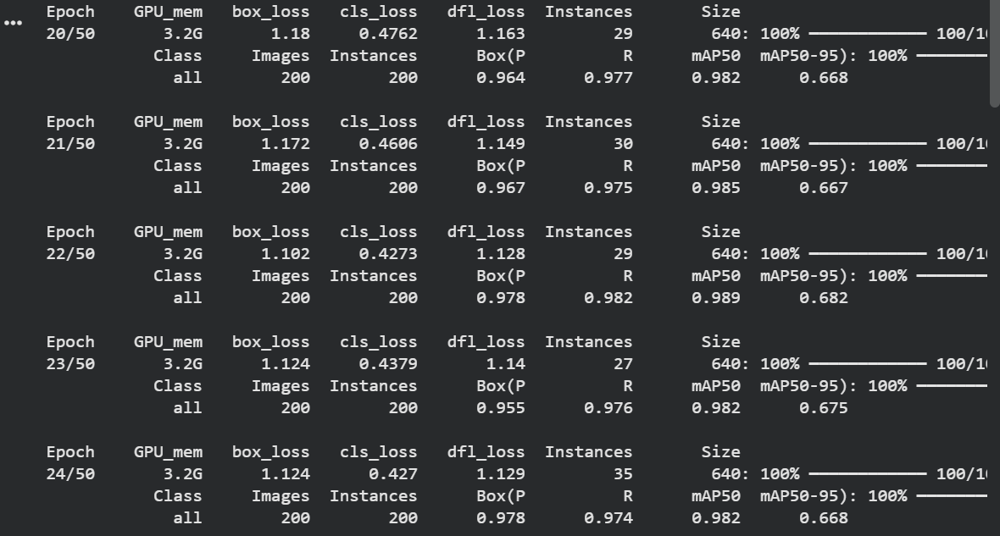 Epoch GPU_mem box_loss cls_loss dfl_loss Instances Size
20/50 3.2G 1.18 0.4762 1.163 29 640: 100% ━━━━━━━━━━━━ 100/10
Class Images Instances Box(P R mAP50 mAP50-95): 100% ━━━━━━━
all 200 200 0.964 0.977 0.982 0.668
Epoch GPU_mem box_loss cls_loss dfl_loss Instances Size
21/50 3.2G 1.172 0.4606 1.149 30 640: 100% ━━━━━━━━━━━━ 100/10
Class Images Instances Box(P R mAP50 mAP50-95): 100% ━━━━━━━
all 200 200 0.967 0.975 0.985 0.667
Epoch GPU_mem box_loss cls_loss dfl_loss Instances Size
22/50 3.2G 1.102 0.4273 1.128 29 640: 100% ━━━━━━━━━━━━ 100/10
Class Images Instances Box(P R mAP50 mAP50-95): 100% ━━━━━━━
all 200 200 0.978 0.982 0.989 0.682
Epoch GPU_mem box_loss cls_loss dfl_loss Instances Size
23/50 3.2G 1.124 0.4379 1.14 27 640: 100% ━━━━━━━━━━━━ 100/10
Class Images Instances Box(P R mAP50 mAP50-95): 100% ━━━━━━━
all 200 200 0.955 0.976 0.982 0.675
Epoch GPU_mem box_loss cls_loss dfl_loss Instances Size
24/50 3.2G 1.124 0.427 1.129 35 640: 100% ━━━━━━━━━━━━ 100/10
Class Images Instances Box(P R mAP50 mAP50-95): 100% ━━━━━━━
all 200 200 0.978 0.974 0.982 0.668